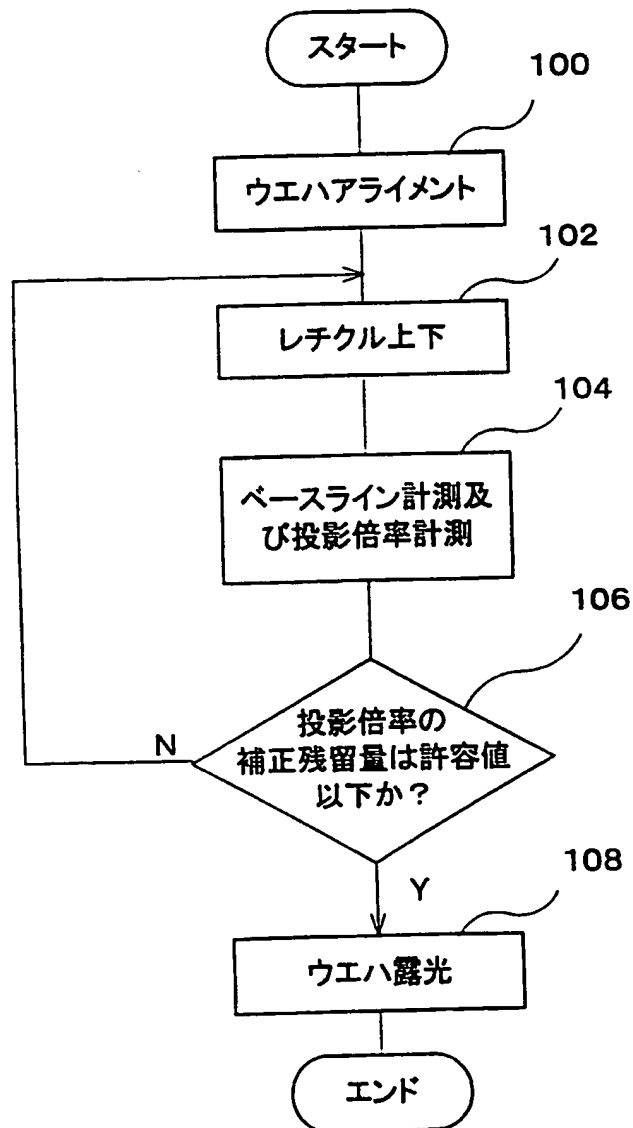 スタート
100
ウエハアライメント
102
レチクル上下
104
ベースライン計測及
び投影倍率計測
106
投影倍率の
補正残留量は許容値
以下か？
N
Y
108
ウエハ露光
エンド